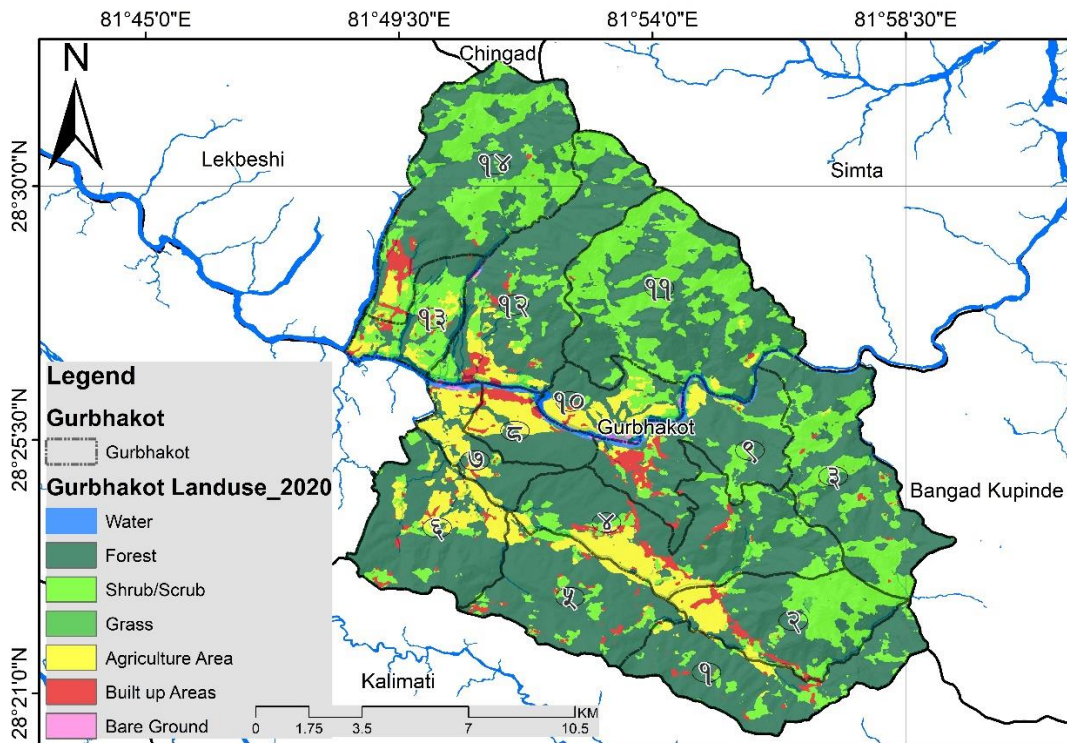 81°45'0"E 81°49'30"E 81°54'0"E 81°58'30"E
Chingad
N
Lekbeshi
Simta
28°30'0"N
१४
११
१३
१२
Legend
Gurbhakot
Gurbhakot
Gurbhakot Landuse_2020
Water
Forest
Shrub/Scrub
Grass
Agriculture Area
Built up Areas
Bare Ground
28°25'30"N
१०
Gurbhakot
८
९
७
३
Bangad Kupinde
६
४
५
२
१
28°21'0"N
Kalimati
KM
0 1.75 3.5 7 10.5